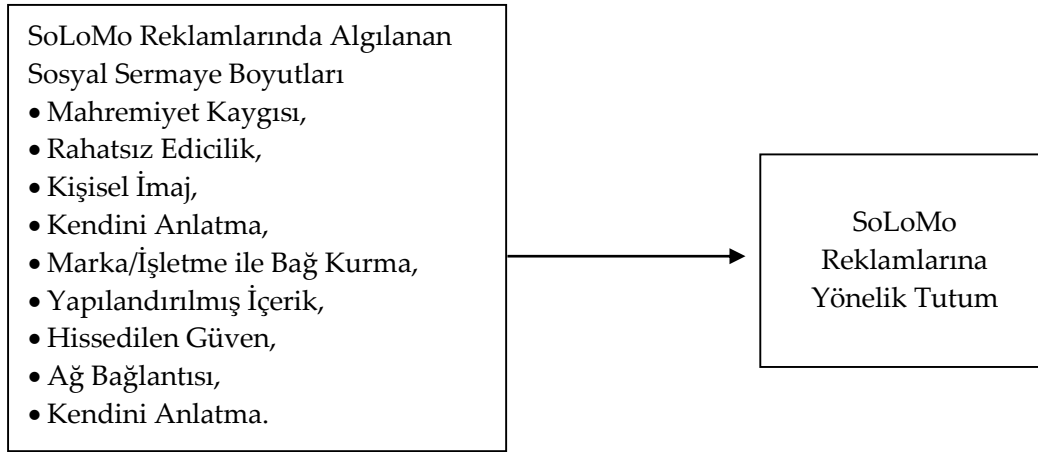 SoLoMo Reklamlarında Algılanan
Sosyal Sermaye Boyutları
• Mahremiyet Kaygısı,
• Rahatsız Edicilik,
• Kişisel İmaj,
• Kendini Anlatma,
• Marka/İşletme ile Bağ Kurma,
• Yapılandırılmış İçerik,
• Hissedilen Güven,
• Ağ Bağlantısı,
• Kendini Anlatma.
SoLoMo
Reklamlarına
Yönelik Tutum